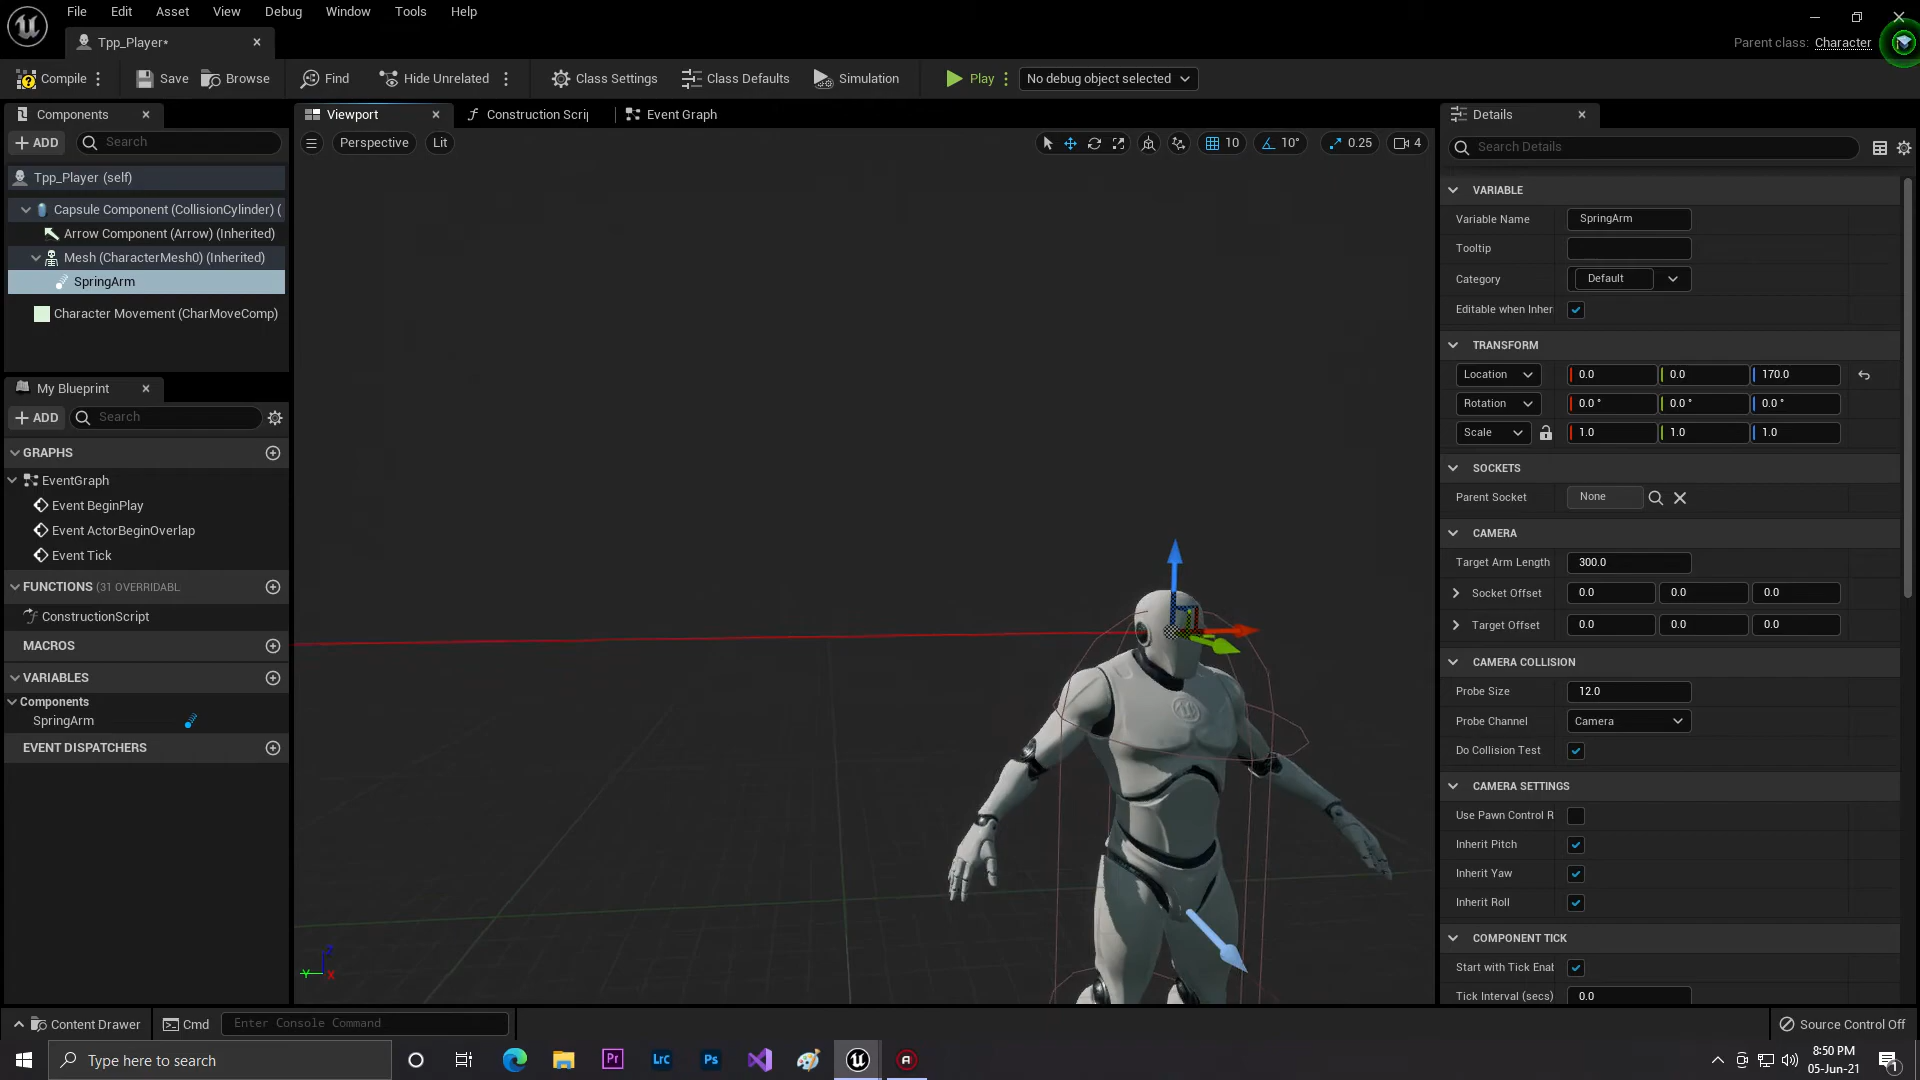 File Edit Asset View Debug Window Tools Help
Tpp_Player*
Parent class: Character
Compile Save Browse Find Hide Unrelated Class Settings Class Defaults Simulation Play No debug object selected
Components
ADD Search
Tpp_Player (self)
Capsule Component (CollisionCylinder) (
Arrow Component (Arrow) (Inherited)
Mesh (CharacterMesh0) (Inherited)
SpringArm
Character Movement (CharMoveComp)
My Blueprint
ADD Search
GRAPHS
EventGraph
Event BeginPlay
Event ActorBeginOverlap
Event Tick
FUNCTIONS (31 OVERRIDABL
ConstructionScript
MACROS
VARIABLES
Components
SpringArm
EVENT DISPATCHERS
Viewport Construction Scrip Event Graph
Perspective Lit 10 10° 0.25 4
Z
Y X
Details
Search Details
VARIABLE
Variable Name SpringArm
Tooltip
Category Default
Editable when Inher
TRANSFORM
Location 0.0 0.0 170.0
Rotation 0.0 ° 0.0 ° 0.0 °
Scale 1.0 1.0 1.0
SOCKETS
Parent Socket None
CAMERA
Target Arm Length 300.0
Socket Offset 0.0 0.0 0.0
Target Offset 0.0 0.0 0.0
CAMERA COLLISION
Probe Size 12.0
Probe Channel Camera
Do Collision Test
CAMERA SETTINGS
Use Pawn Control R
Inherit Pitch
Inherit Yaw
Inherit Roll
COMPONENT TICK
Start with Tick Enab
Tick Interval (secs) 0.0
Content Drawer Cmd Enter Console Command Source Control Off
Type here to search Pr Lrc Ps 8:50 PM
05-Jun-21 1